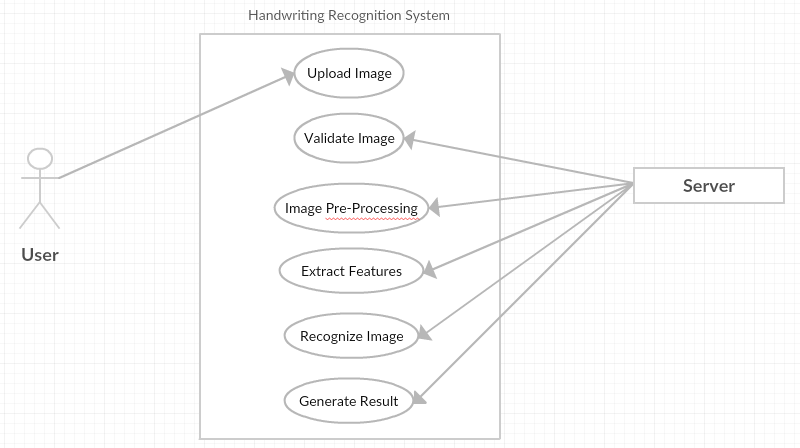 Handwriting Recognition System
Upload Image
Validate Image
Image Pre-Processing
Extract Features
Recognize Image
Generate Result
User
Server